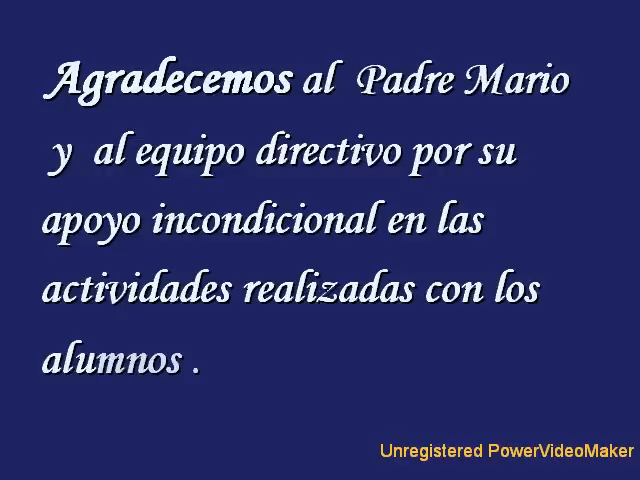 Agradecemos al Padre Mario
y al equipo directivo por su
apoyo incondicional en las
actividades realizadas con los
alumnos .
Unregistered PowerVideoMaker